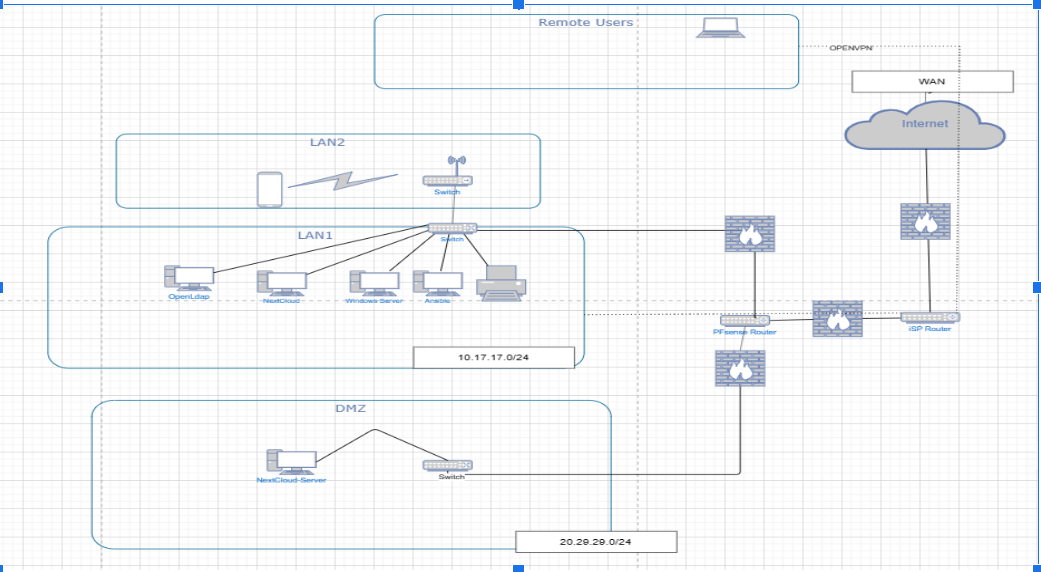 Remote Users
OPENVPN
WAN
Internet
LAN2
Switch
LAN1
Switch
OpenLdap
NextCloud
Windows Server
Ansible
PFsense Router
iSP Router
10.17.17.0/24
DMZ
NextCloud-Server
Switch
20.29.29.0/24